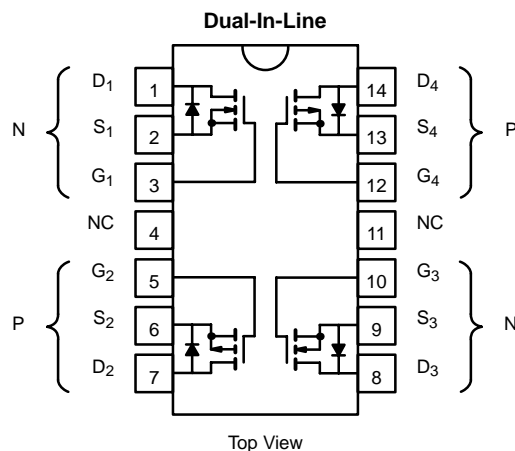 Dual-In-Line
D1 1 14 D4
N S1 2 13 S4 P
G1 3 12 G4
NC 4 11 NC
G2 5 10 G3
P S2 6 9 S3 N
D2 7 8 D3
Top View